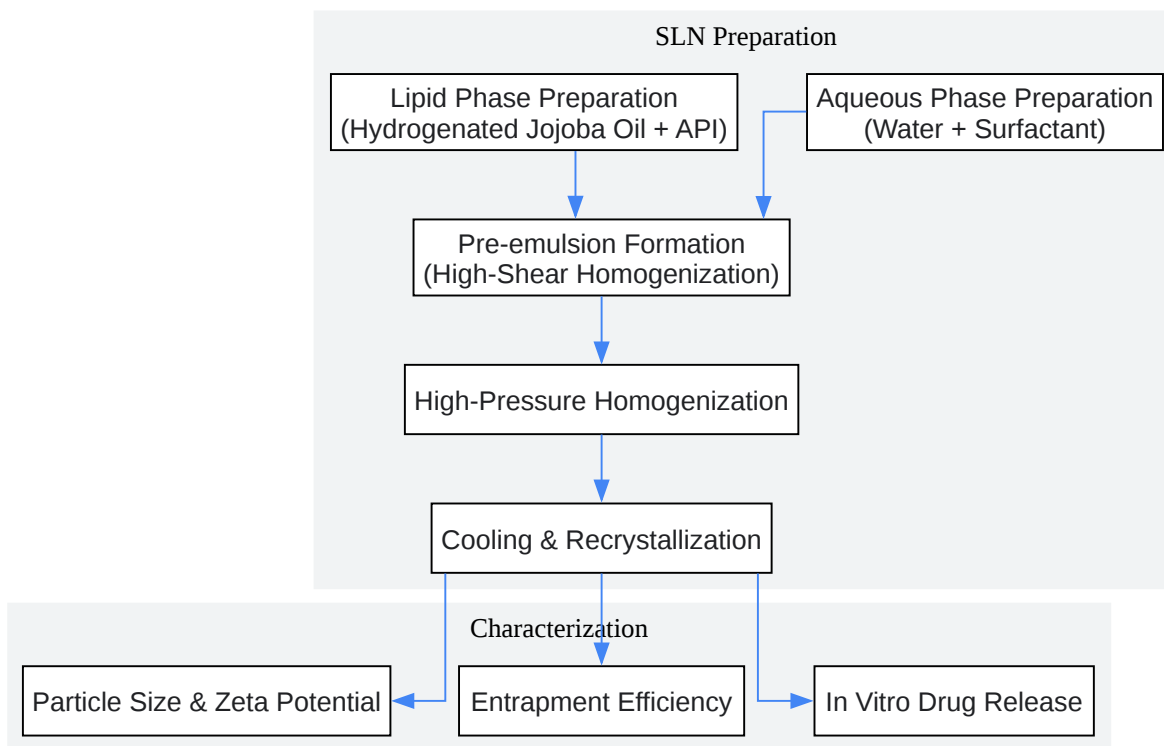 SLN Preparation
Lipid Phase Preparation
(Hydrogenated Jojoba Oil + API)
Aqueous Phase Preparation
(Water + Surfactant)
Pre-emulsion Formation
(High-Shear Homogenization)
High-Pressure Homogenization
Cooling & Recrystallization
Characterization
Particle Size & Zeta Potential
Entrapment Efficiency
In Vitro Drug Release